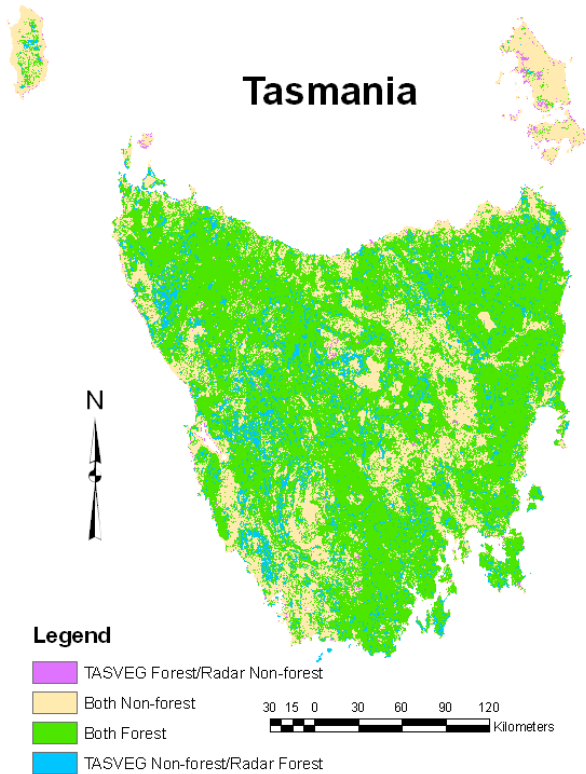 Tasmania
N
Legend
TASVEG Forest/Radar Non-forest
Both Non-forest
Both Forest
TASVEG Non-forest/Radar Forest
30 15 0 30 60 90 120
Kilometers